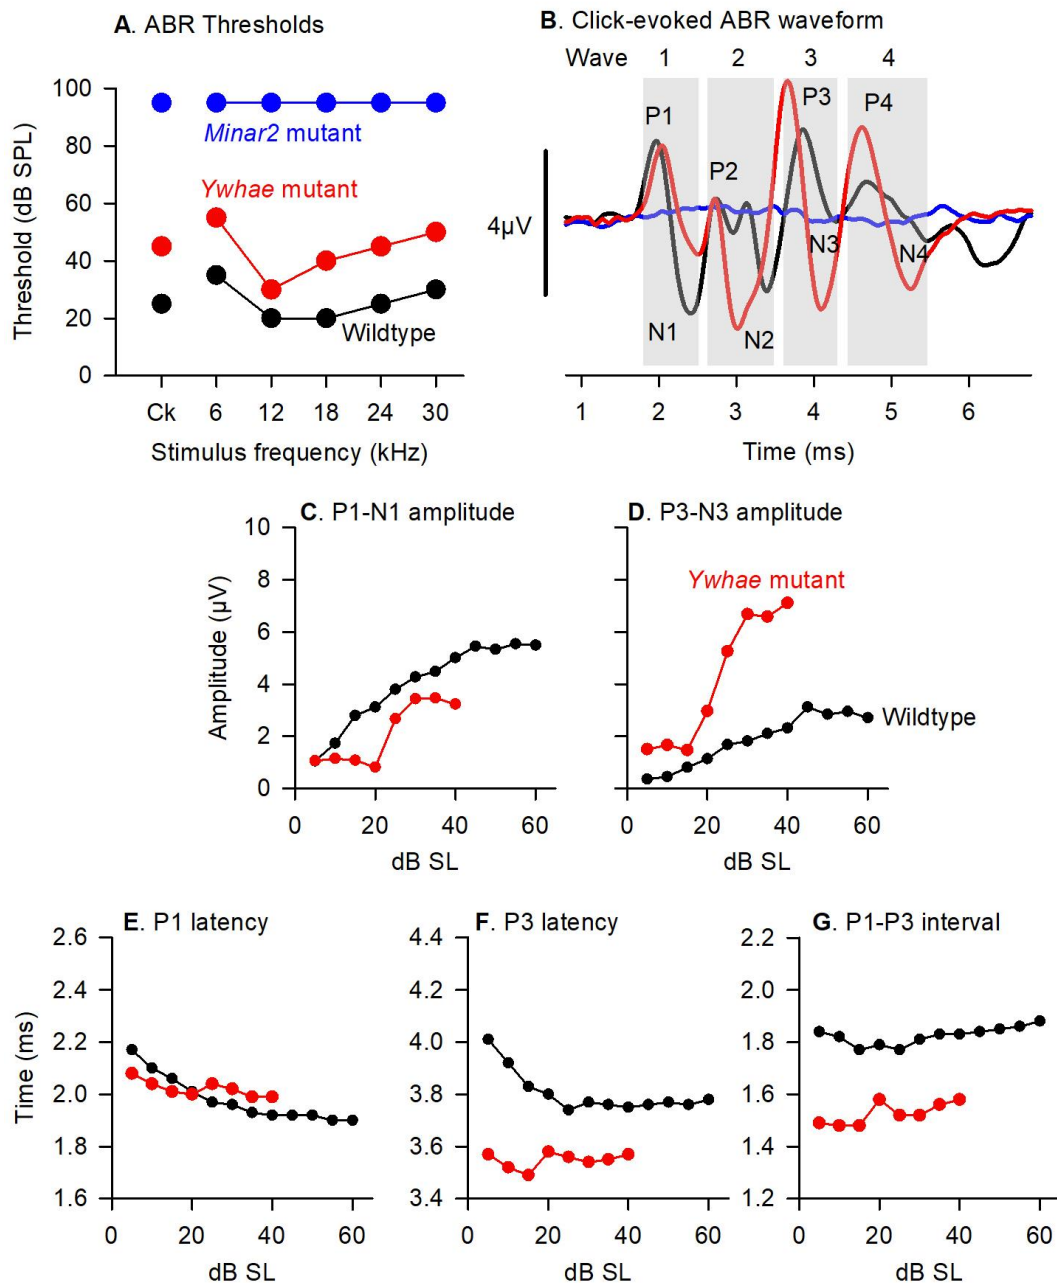 A. ABR Thresholds
Threshold (dB SPL)
100
80
60
40
20
0
Minar2 mutant
Ywhae mutant
Wildtype
Ck 6 12 18 24 30
Stimulus frequency (kHz)
B. Click-evoked ABR waveform
Wave 1 2 3 4
P1
P2
P3
P4
4µV
N1
N2
N3
N4
1 2 3 4 5 6
Time (ms)
C. P1-N1 amplitude
Amplitude (µV)
10
8
6
4
2
0
0 20 40 60
dB SL
D. P3-N3 amplitude
Ywhae mutant
Wildtype
0 20 40 60
dB SL
E. P1 latency
Time (ms)
2.6
2.4
2.2
2.0
1.8
1.6
0 20 40 60
dB SL
F. P3 latency
4.4
4.2
4.0
3.8
3.6
3.4
0 20 40 60
dB SL
G. P1-P3 interval
2.2
2.0
1.8
1.6
1.4
1.2
0 20 40 60
dB SL